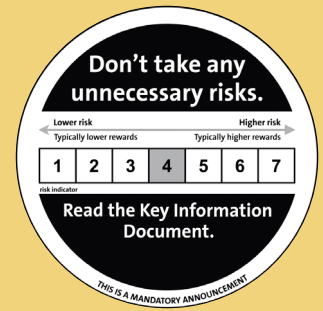 Don't take any
unnecessary risks.
Lower risk Higher risk
Typically lower rewards Typically higher rewards
1 2 3 4 5 6 7
risk indicator
Read the Key Information
Document.
THIS IS A MANDATORY ANNOUNCEMENT